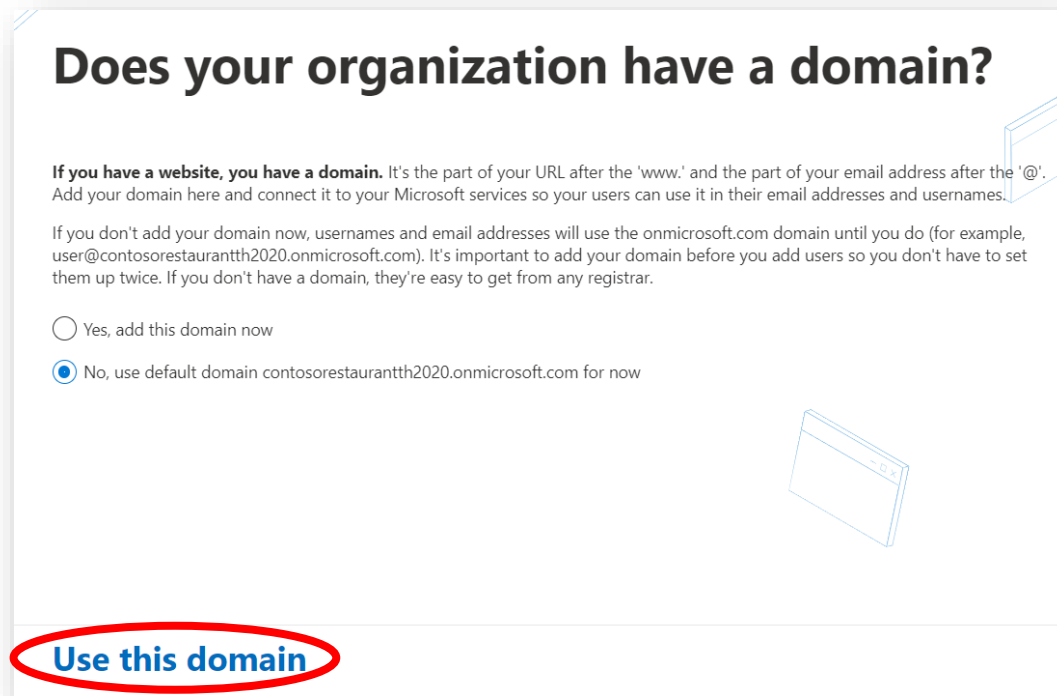 Does your organization have a domain?
If you have a website, you have a domain. It's the part of your URL after the 'www.' and the part of your email address after the '@'.
Add your domain here and connect it to your Microsoft services so your users can use it in their email addresses and usernames.
If you don't add your domain now, usernames and email addresses will use the onmicrosoft.com domain until you do (for example,
user@contosorestaurantth2020.onmicrosoft.com). It's important to add your domain before you add users so you don't have to set
them up twice. If you don't have a domain, they're easy to get from any registrar.
Yes, add this domain now
No, use default domain contosorestaurantth2020.onmicrosoft.com for now
Use this domain